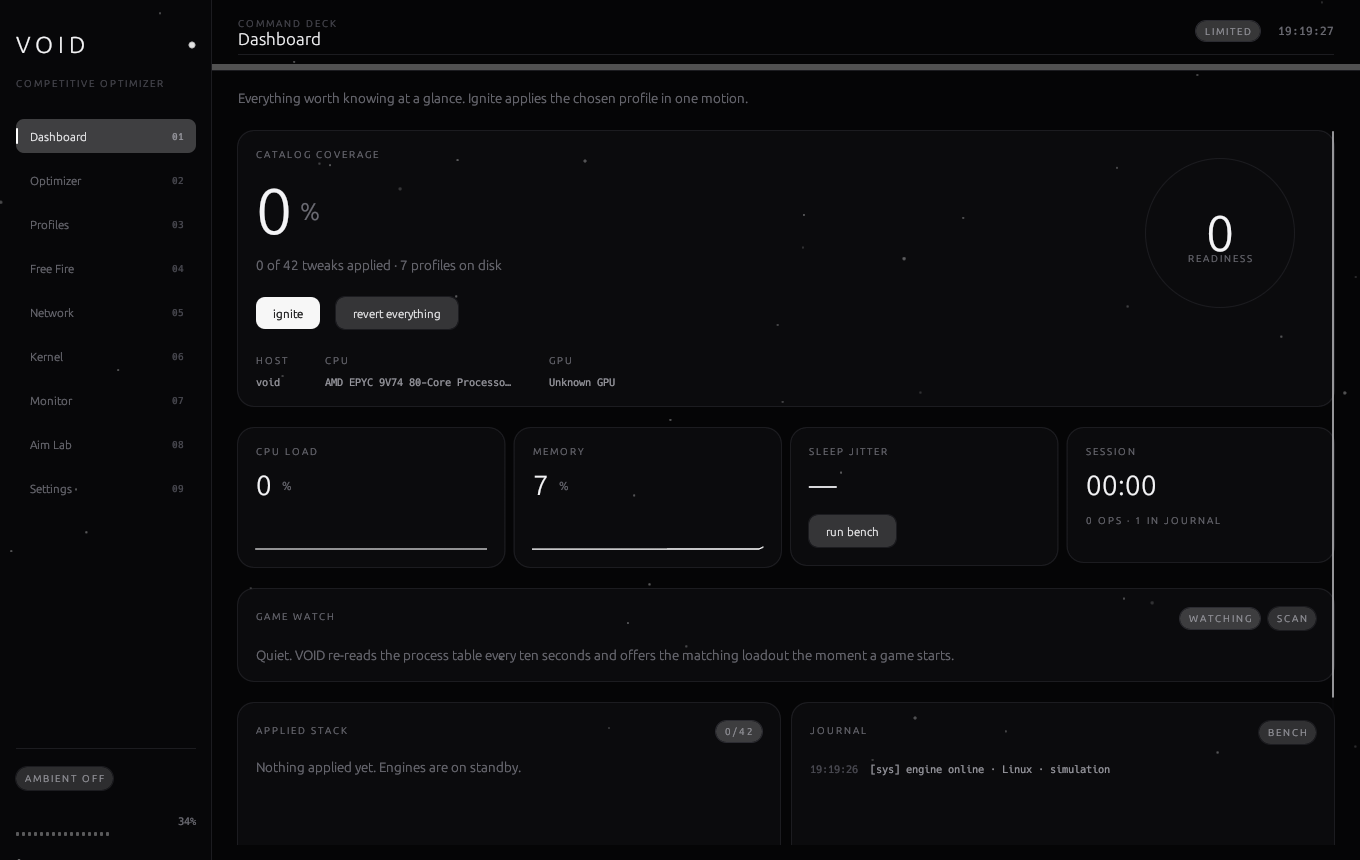 VOID
COMPETITIVE OPTIMIZER
Dashboard 01
Optimizer 02
Profiles 03
Free Fire 04
Network 05
Kernel 06
Monitor 07
Aim Lab 08
Settings 09
AMBIENT OFF
34%
COMMAND DECK
Dashboard
LIMITED 19:19:27
Everything worth knowing at a glance. Ignite applies the chosen profile in one motion.
CATALOG COVERAGE
0 %
0 of 42 tweaks applied · 7 profiles on disk
ignite revert everything
HOST CPU GPU
void AMD EPYC 9V74 80-Core Processo… Unknown GPU
0
READINESS
CPU LOAD
0 %
MEMORY
7 %
SLEEP JITTER
—
run bench
SESSION
00:00
0 OPS · 1 IN JOURNAL
GAME WATCH
WATCHING SCAN
Quiet. VOID re-reads the process table every ten seconds and offers the matching loadout the moment a game starts.
APPLIED STACK 0/42
Nothing applied yet. Engines are on standby.
JOURNAL BENCH
19:19:26 [sys] engine online · Linux · simulation